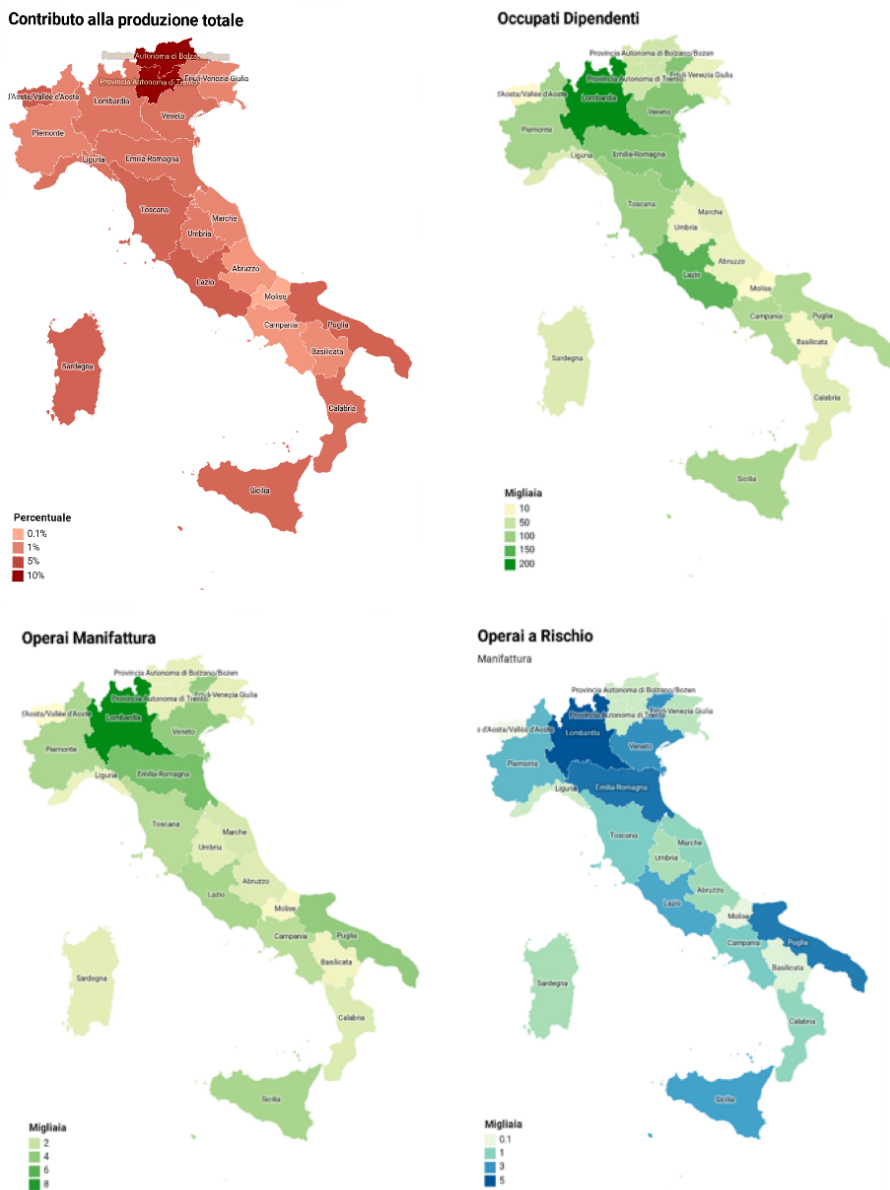 Contributo alla produzione totale
Provincia Autonoma di Bolzano/Bozen
Provincia Autonoma di Trento
Friuli-Venezia Giulia
d'Aosta/Vallée d'Aoste
Lombardia
Veneto
Piemonte
Liguria
Emilia-Romagna
Toscana
Marche
Umbria
Abruzzo
Lazio
Molise
Campania
Puglia
Basilicata
Sardegna
Calabria
Sicilia
Percentuale
0.1%
1%
5%
10%
Occupati Dipendenti
Provincia Autonoma di Bolzano/Bozen
Provincia Autonoma di Trento
Friuli-Venezia Giulia
d'Aosta/Vallée d'Aoste
Lombardia
Veneto
Piemonte
Liguria
Emilia-Romagna
Toscana
Marche
Umbria
Abruzzo
Lazio
Molise
Campania
Puglia
Basilicata
Sardegna
Calabria
Sicilia
Migliaia
10
50
100
150
200
Operai Manifattura
Provincia Autonoma di Bolzano/Bozen
Provincia Autonoma di Trento
Friuli-Venezia Giulia
d'Aosta/Vallée d'Aoste
Lombardia
Veneto
Piemonte
Liguria
Emilia-Romagna
Toscana
Marche
Umbria
Abruzzo
Lazio
Molise
Campania
Puglia
Basilicata
Sardegna
Calabria
Sicilia
Migliaia
2
4
6
8
Operai a Rischio
Manifattura
Provincia Autonoma di Bolzano/Bozen
Provincia Autonoma di Trento
Friuli-Venezia Giulia
e d'Aosta/Vallée d'Aoste
Lombardia
Veneto
Piemonte
Liguria
Emilia-Romagna
Toscana
Marche
Umbria
Abruzzo
Lazio
Molise
Campania
Puglia
Basilicata
Sardegna
Calabria
Sicilia
Migliaia
0.1
1
3
5